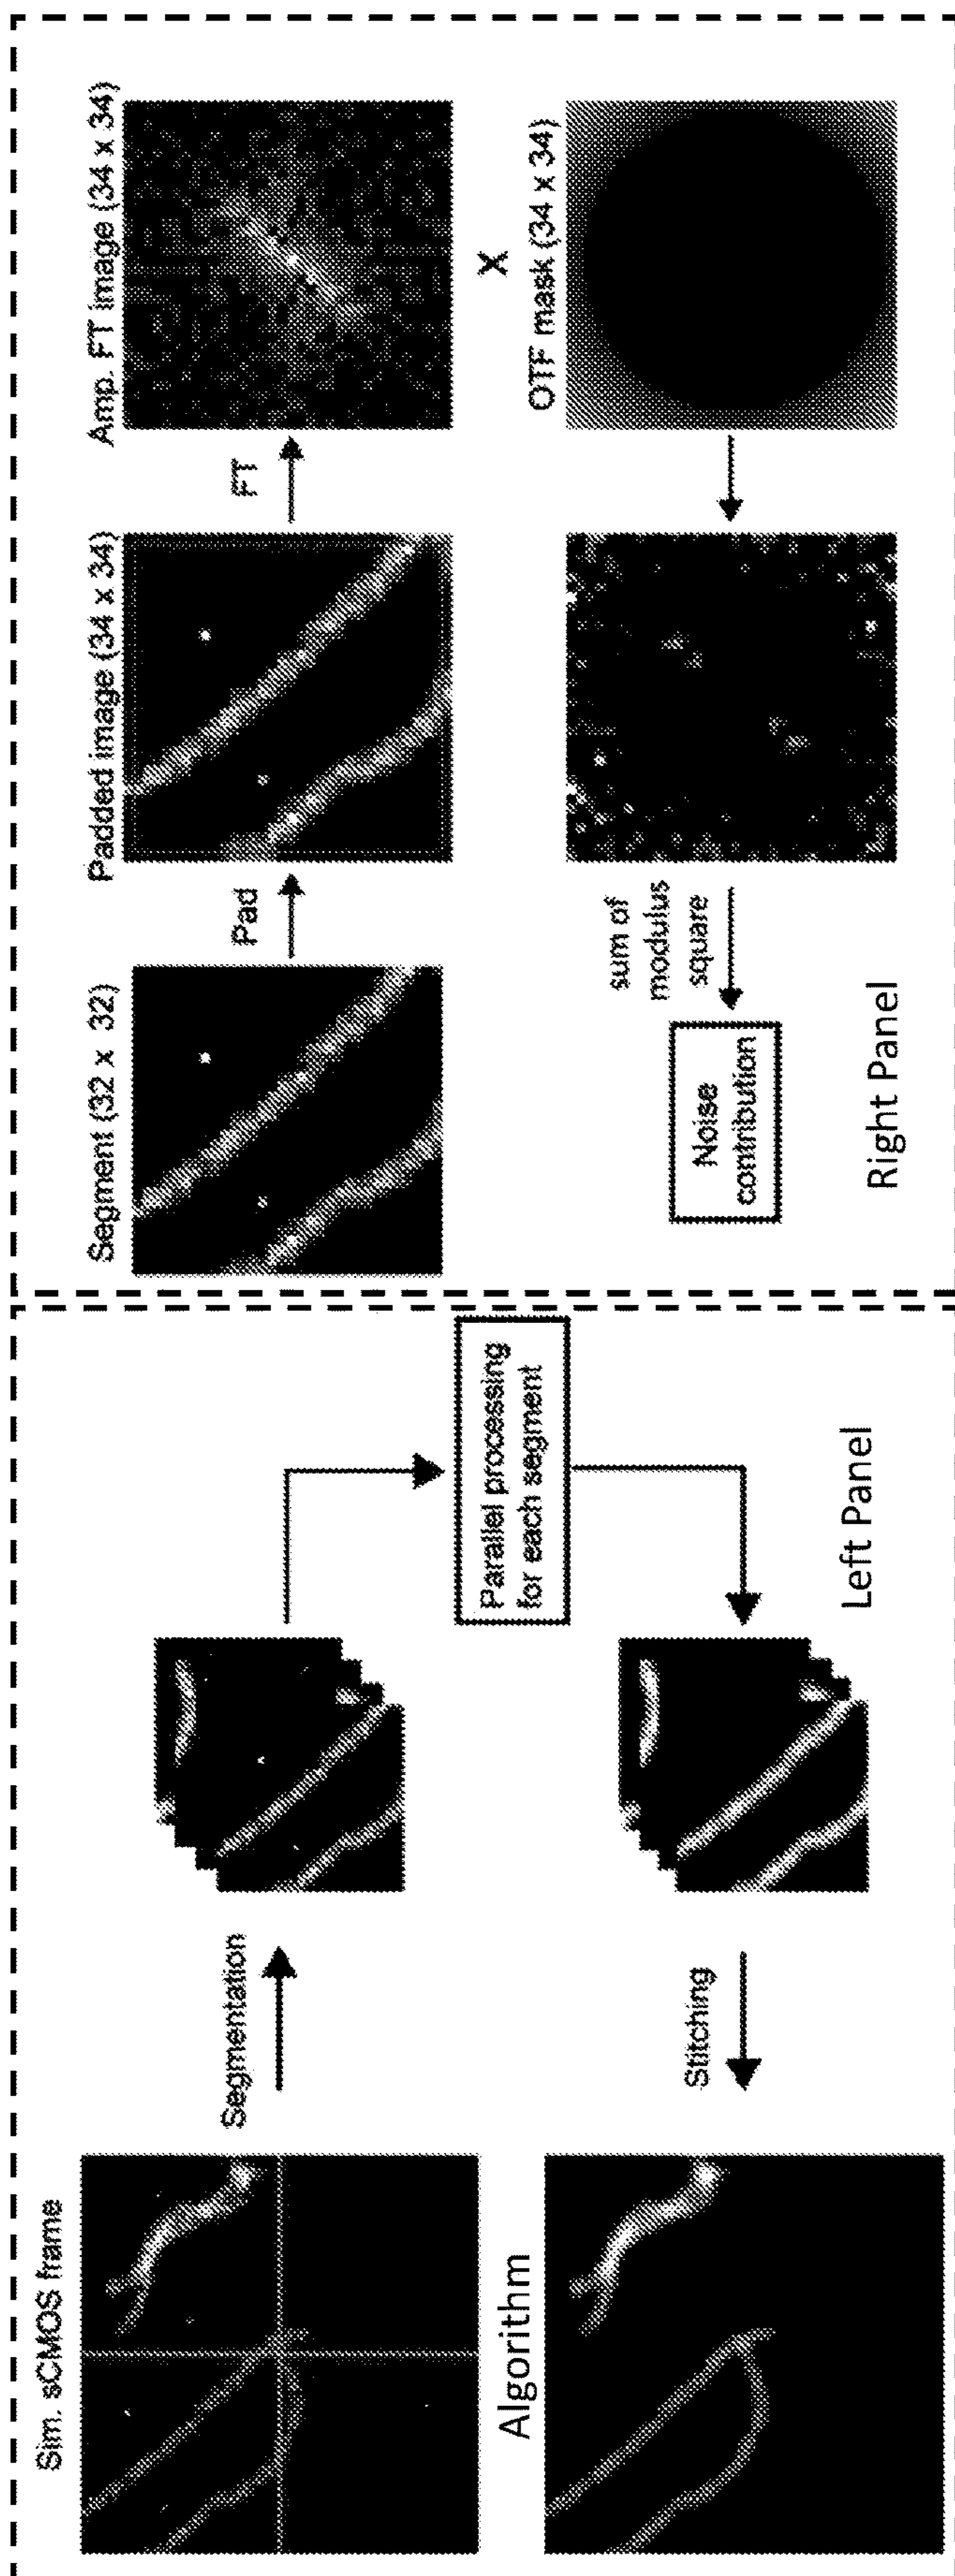 Sim. sCMOS frame
Segmentation
Parallel processing
for each segment
Stitching
Algorithm
Left Panel
Segment (32 x 32)
Pad
Padded image (34 x 34)
FT
Amp. FT image (34 x 34)
X
OTF mask (34 x 34)
sum of
modulus
square
Noise
contribution
Right Panel